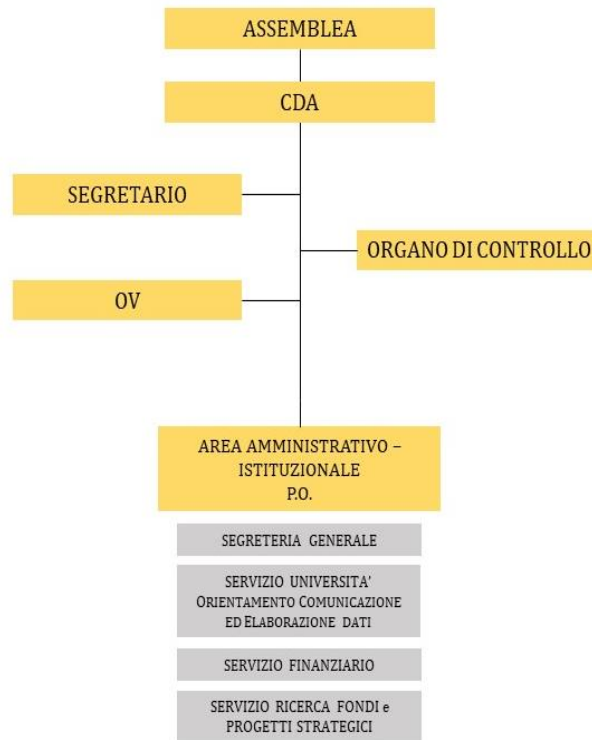 ASSEMBLEA
CDA
SEGRETARIO
ORGANO DI CONTROLLO
OV
AREA AMMINISTRATIVO –
ISTITUZIONALE
P.O.
SEGRETERIA GENERALE
SERVIZIO UNIVERSITA'
ORIENTAMENTO COMUNICAZIONE
ED ELABORAZIONE DATI
SERVIZIO FINANZIARIO
SERVIZIO RICERCA FONDI e
PROGETTI STRATEGICI